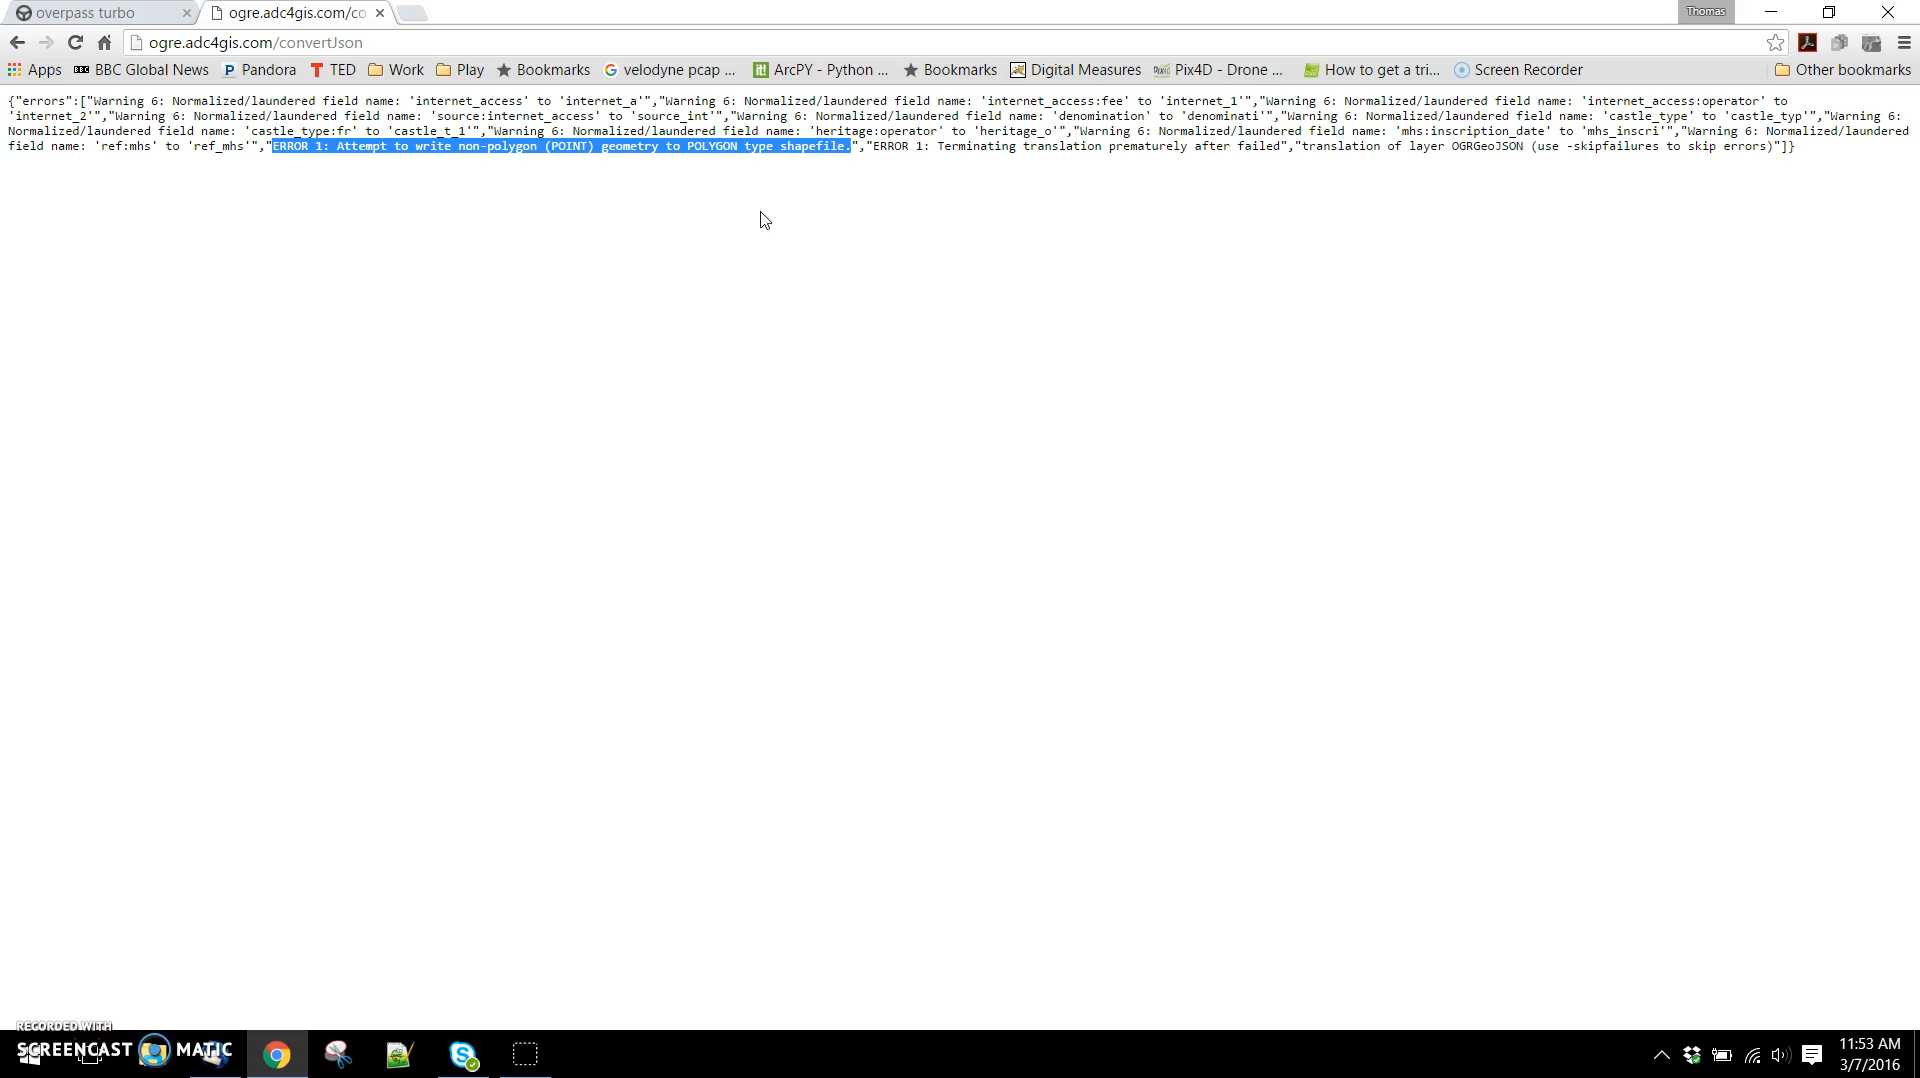 overpass turbo
ogre.adc4gis.com/co
Thomas
ogre.adc4gis.com/convertJson
Apps
BBC Global News
Pandora
TED
Work
Play
Bookmarks
velodyne pcap ...
ArcPY - Python ...
Bookmarks
Digital Measures
Pix4D - Drone ...
How to get a tri...
Screen Recorder
Other bookmarks
{"errors":["Warning 6: Normalized/laundered field name: 'internet_access' to 'internet_a'","Warning 6: Normalized/laundered field name: 'internet_access:fee' to 'internet_1'","Warning 6: Normalized/laundered field name: 'internet_access:operator' to
'internet_2'","Warning 6: Normalized/laundered field name: 'source:internet_access' to 'source_int'","Warning 6: Normalized/laundered field name: 'denomination' to 'denominati'","Warning 6: Normalized/laundered field name: 'castle_type' to 'castle_typ'","Warning 6:
Normalized/laundered field name: 'castle_type:fr' to 'castle_t_1'","Warning 6: Normalized/laundered field name: 'heritage:operator' to 'heritage_o'","Warning 6: Normalized/laundered field name: 'mhs:inscription_date' to 'mhs_inscri'","Warning 6: Normalized/laundered
field name: 'ref:mhs' to 'ref_mhs'","ERROR 1: Attempt to write non-polygon (POINT) geometry to POLYGON type shapefile.","ERROR 1: Terminating translation prematurely after failed","translation of layer OGRGeoJSON (use -skipfailures to skip errors)"]}
RECORDED WITH
SCREENCAST MATIC
11:53 AM
3/7/2016